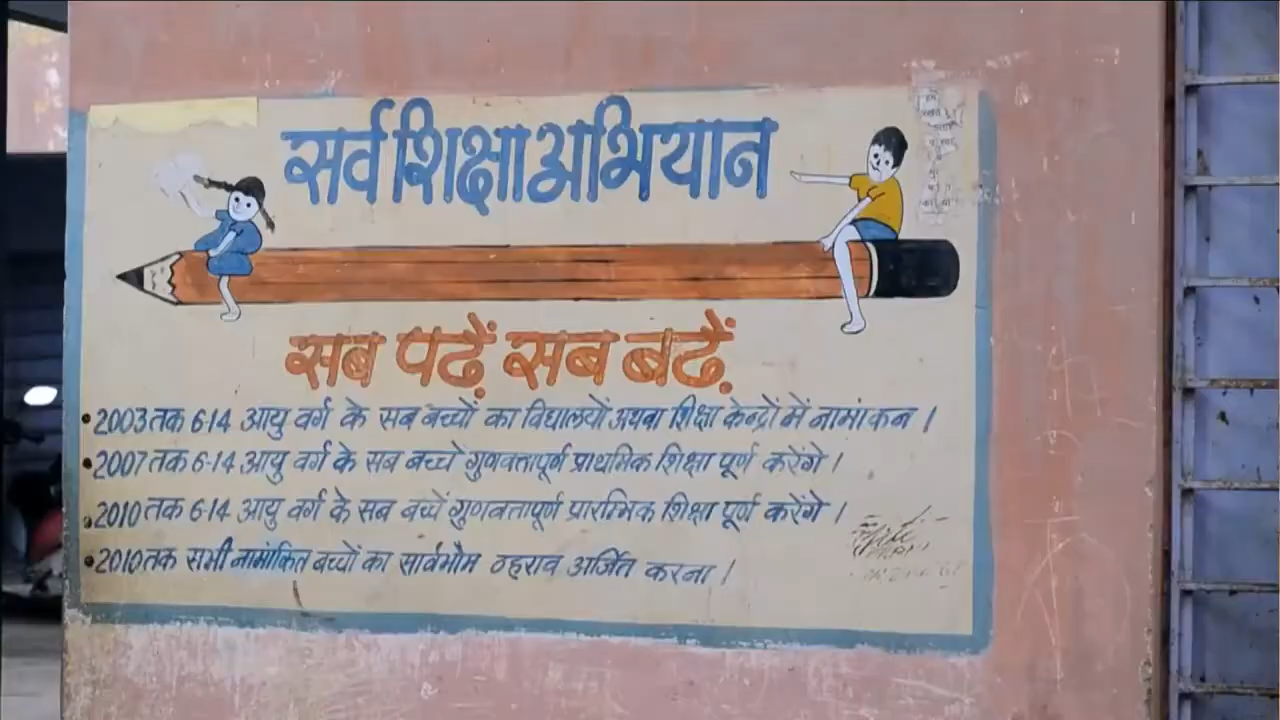 सर्व शिक्षा अभियान
सब पढ़ें सब बढ़ें
•2003 तक 6-14 आयु वर्ग के सब बच्चों का विद्यालयों अथवा शिक्षा केन्द्रों में नामांकन।
•2007 तक 6-14 आयु वर्ग के सब बच्चे गुणवत्तापूर्ण प्राथमिक शिक्षा पूर्ण करेंगे।
•2010 तक 6-14 आयु वर्ग के सब बच्चें गुणवत्तापूर्ण प्रारम्भिक शिक्षा पूर्ण करेंगे।
•2010 तक सभी नामांकित बच्चों का सार्वभौम ठहराव अर्जित करना।